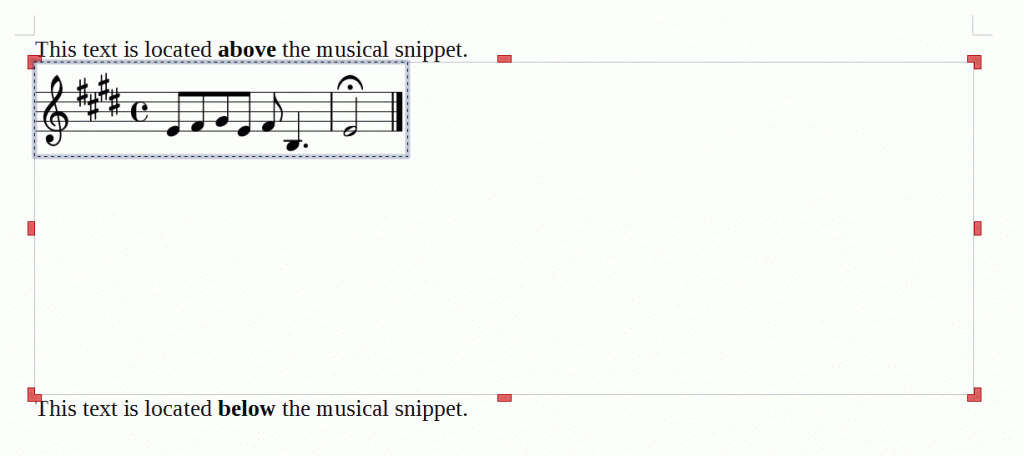 This text is located above the musical snippet.
This text is located below the musical snippet.